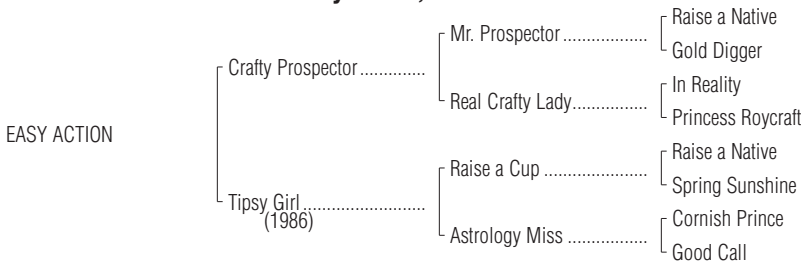 Raise a Native
Mr. Prospector
Gold Digger
Crafty Prospector
In Reality
Real Crafty Lady
Princess Roycraft
EASY ACTION
Raise a Native
Raise a Cup
Spring Sunshine
Tipsy Girl
(1986)
Cornish Prince
Astrology Miss
Good Call